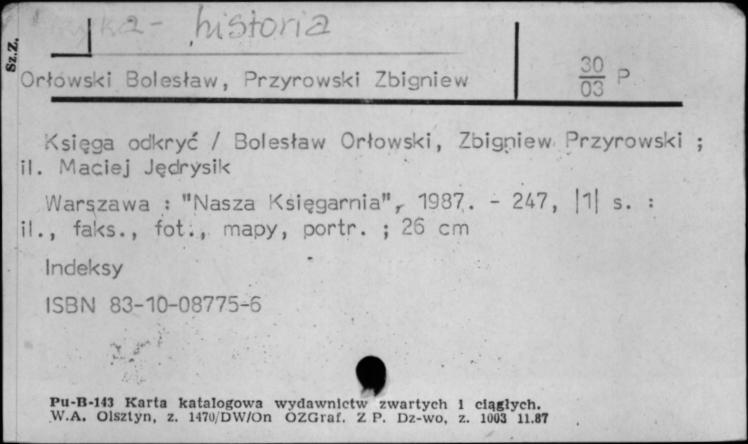 historia
Sz.Z.
Orłowski Bolesław, Przyrowski Zbigniew
30
03 P
Księga odkryć / Bolesław Orłowski, Zbigniew Przyrowski ;
il. Maciej Jędrysik
Warszawa : "Nasza Księgarnia", 1987. - 247, |1| s. :
il., faks., fot., mapy, portr. ; 26 cm
Indeksy
ISBN 83-10-08775-6
Pu-B-143 Karta katalogowa wydawnictw zwartych i ciągłych.
W.A. Olsztyn, z. 1470/DW/On OZGraf. Z P. Dz-wo, z. 1003 11.87